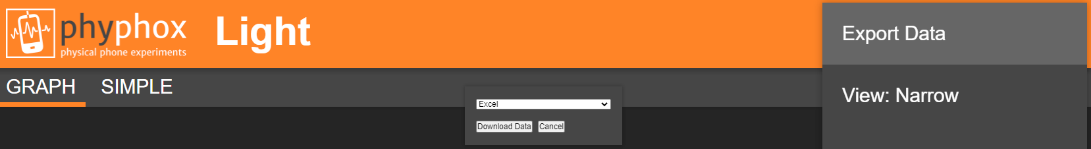 phyphox
physical phone experiments
Light
Export Data
GRAPH SIMPLE
View: Narrow
Excel
Download Data Cancel